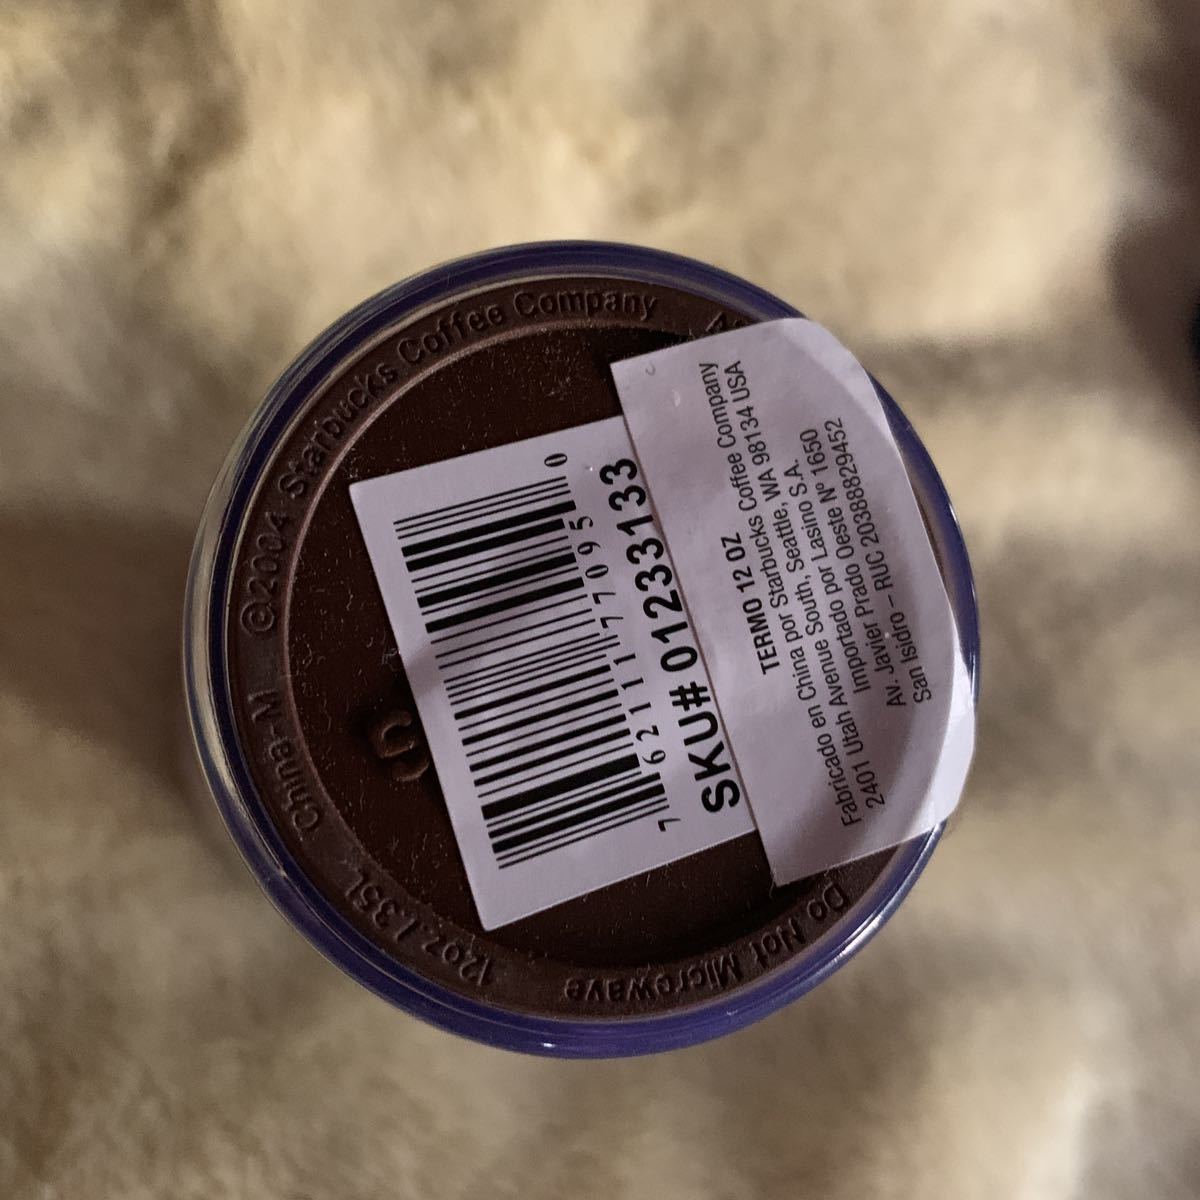 ©2004 Starbucks Coffee Company
Do Not Microwave
12oz. /.35L
China-M
5
7 62111 77095 0
SKU# 01233133
TERMO 12 OZ
Fabricado en China por Starbucks Coffee Company
2401 Utah Avenue South, Seattle, WA 98134 USA
Importado por Lasino S.A.
Av. Javier Prado Oeste Nº 1650
San Isidro – RUC 20388829452